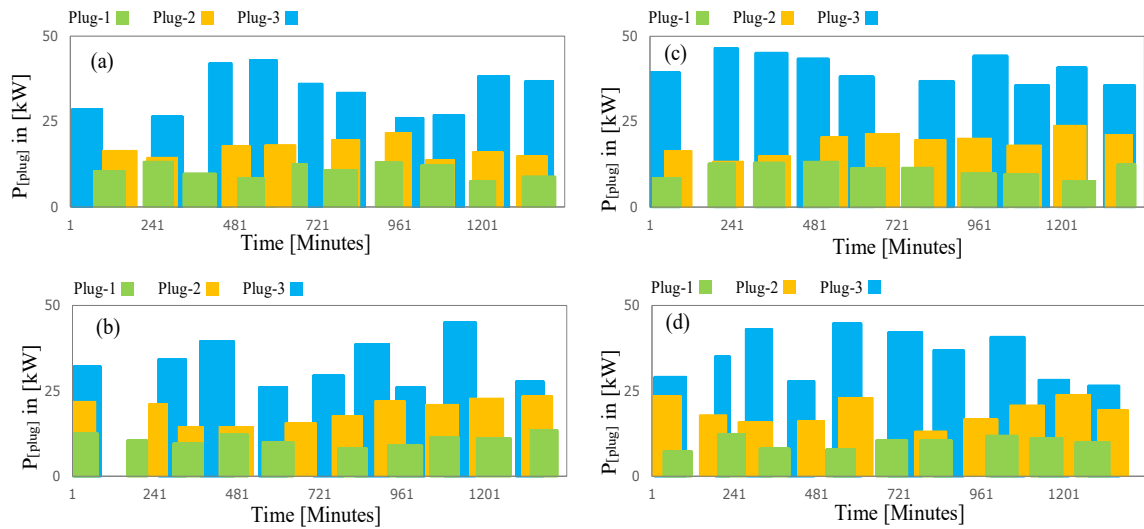 Plug-1 Plug-2 Plug-3
50
(a)
25
0
P[plug] in [kW]
1 241 481 721 961 1201
Time [Minutes]
Plug-1 Plug-2 Plug-3
50
(c)
25
0
P[plug] in [kW]
1 241 481 721 961 1201
Time [Minutes]
Plug-1 Plug-2 Plug-3
50
(b)
25
0
P[plug] in [kW]
1 241 481 721 961 1201
Time [Minutes]
Plug-1 Plug-2 Plug-3
50
(d)
25
0
P[plug] in [kW]
1 241 481 721 961 1201
Time [Minutes]